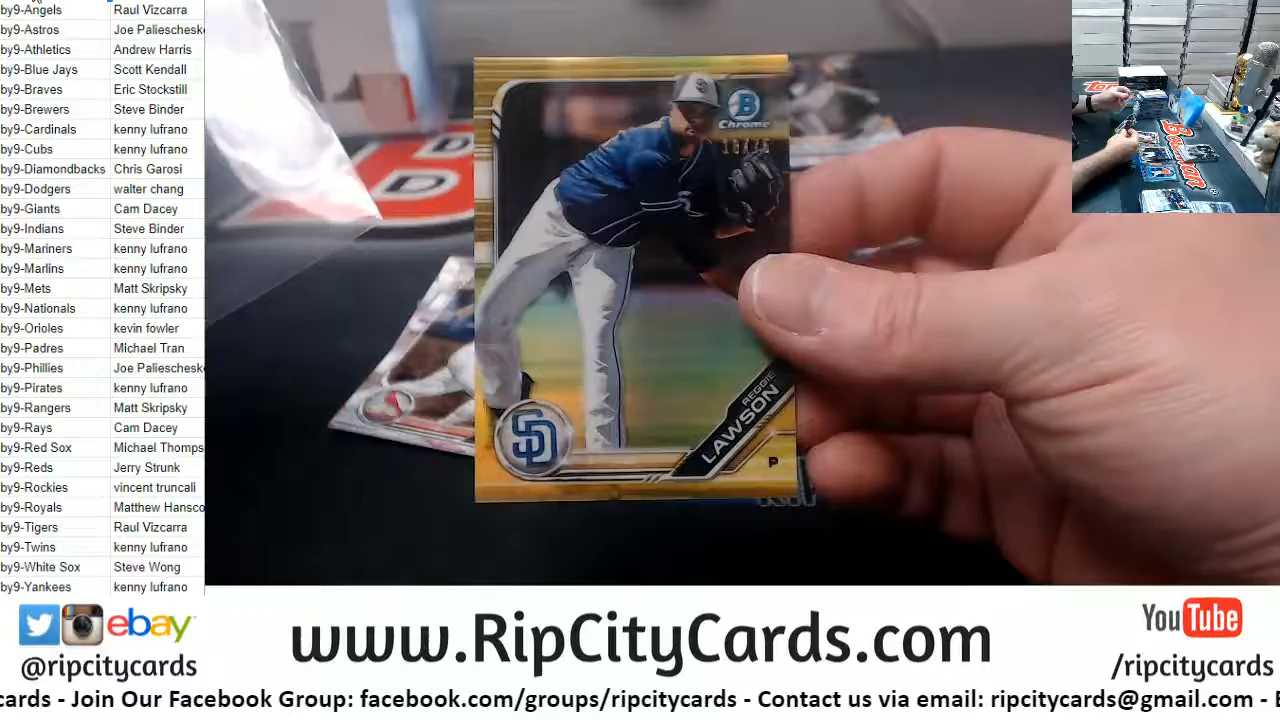 by9-Angels Raul Vizcarra
by9-Astros Joe Paliescheske
by9-Athletics Andrew Harris
by9-Blue Jays Scott Kendall
by9-Braves Eric Stockstill
by9-Brewers Steve Binder
by9-Cardinals kenny lufrano
by9-Cubs kenny lufrano
by9-Diamondbacks Chris Garosi
by9-Dodgers walter chang
by9-Giants Cam Dacey
by9-Indians Steve Binder
by9-Mariners kenny lufrano
by9-Marlins kenny lufrano
by9-Mets Matt Skripsky
by9-Nationals kenny lufrano
by9-Orioles kevin fowler
by9-Padres Michael Tran
by9-Phillies Joe Paliescheske
by9-Pirates kenny lufrano
by9-Rangers Matt Skripsky
by9-Rays Cam Dacey
by9-Red Sox Michael Thomps
by9-Reds Jerry Strunk
by9-Rockies vincent truncali
by9-Royals Matthew Hansco
by9-Tigers Raul Vizcarra
by9-Twins kenny lufrano
by9-White Sox Steve Wong
by9-Yankees kenny lufrano
B
Chrome
SD
REGGIE
LAWSON
P
ebay
@ripcitycards
www.RipCityCards.com
YouTube
/ripcitycards
cards - Join Our Facebook Group: facebook.com/groups/ripcitycards - Contact us via email: ripcitycards@gmail.com -